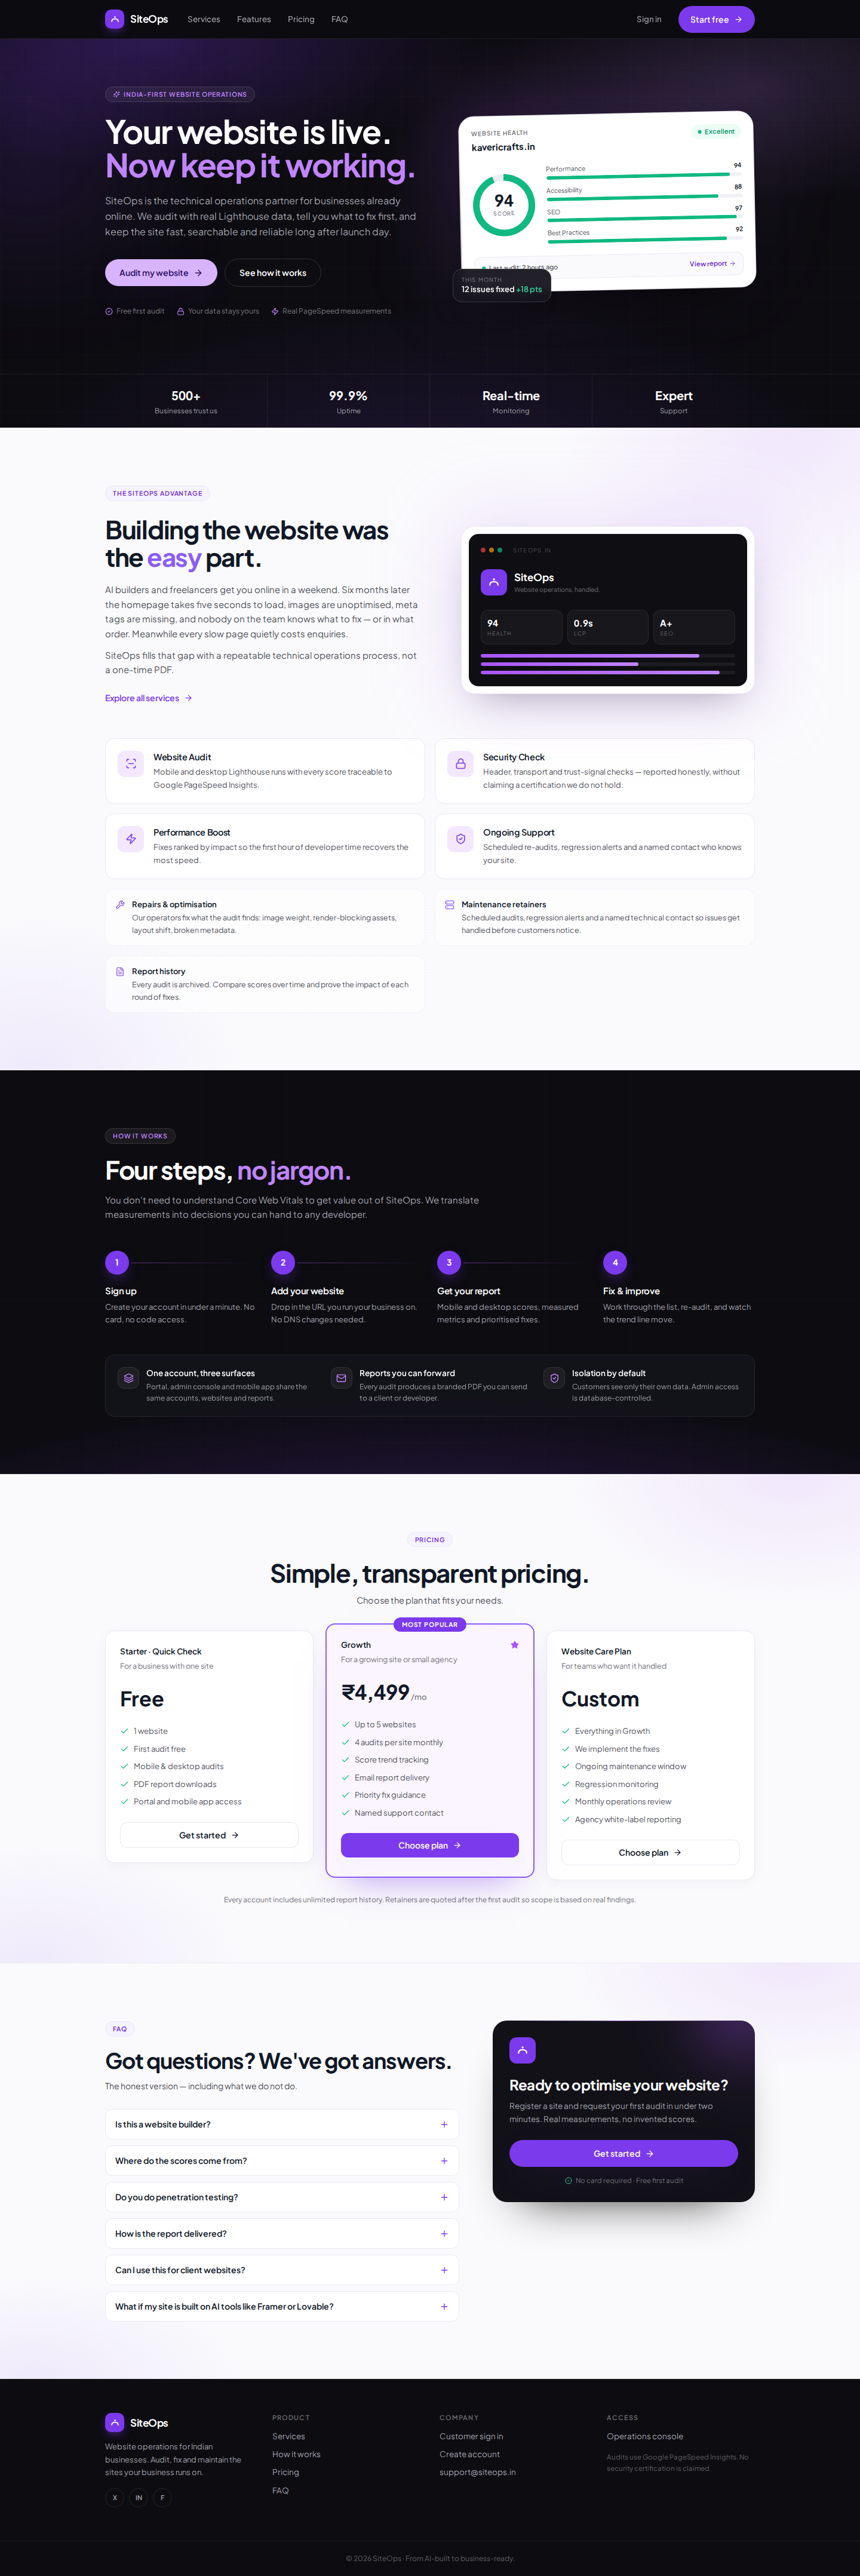 SiteOps
Services
Features
Pricing
FAQ
Sign in
Start free
INDIA-FIRST WEBSITE OPERATIONS
Your website is live.
Now keep it working.
SiteOps is the technical operations partner for businesses already
online. We audit with real Lighthouse data, tell you what to fix first, and
keep the site fast, searchable and reliable long after launch day.
Audit my website
See how it works
Free first audit
Your data stays yours
Real PageSpeed measurements
WEBSITE HEALTH
kavericrafts.in
Excellent
94
SCORE
Performance 94
Accessibility 88
SEO 97
Best Practices 92
Last audit: 2 hours ago
View report
THIS MONTH
12 issues fixed +18 pts
500+
Businesses trust us
99.9%
Uptime
Real-time
Monitoring
Expert
Support
THE SITEOPS ADVANTAGE
Building the website was
the easy part.
AI builders and freelancers get you online in a weekend. Six months later
the homepage takes five seconds to load, images are unoptimised, meta
tags are missing, and nobody on the team knows what to fix — or in what
order. Meanwhile every slow page quietly costs enquiries.
SiteOps fills that gap with a repeatable technical operations process, not
a one-time PDF.
Explore all services
SITEOPS.IN
SiteOps
Website operations, handled.
94
HEALTH
0.9s
LCP
A+
SEO
Website Audit
Mobile and desktop Lighthouse runs with every score traceable to
Google PageSpeed Insights.
Security Check
Header, transport and trust-signal checks — reported honestly, without
claiming a certification we do not hold.
Performance Boost
Fixes ranked by impact so the first hour of developer time recovers the
most speed.
Ongoing Support
Scheduled re-audits, regression alerts and a named contact who knows
your site.
Repairs & optimisation
Our operators fix what the audit finds: image weight, render-blocking assets,
layout shift, broken metadata.
Maintenance retainers
Scheduled audits, regression alerts and a named technical contact so issues get
handled before customers notice.
Report history
Every audit is archived. Compare scores over time and prove the impact of each
round of fixes.
HOW IT WORKS
Four steps, no jargon.
You don't need to understand Core Web Vitals to get value out of SiteOps. We translate
measurements into decisions you can hand to any developer.
1
Sign up
Create your account in under a minute. No
card, no code access.
2
Add your website
Drop in the URL you run your business on.
No DNS changes needed.
3
Get your report
Mobile and desktop scores, measured
metrics and prioritised fixes.
4
Fix & improve
Work through the list, re-audit, and watch
the trend line move.
One account, three surfaces
Portal, admin console and mobile app share the
same accounts, websites and reports.
Reports you can forward
Every audit produces a branded PDF you can send
to a client or developer.
Isolation by default
Customers see only their own data. Admin access
is database-controlled.
PRICING
Simple, transparent pricing.
Choose the plan that fits your needs.
Starter · Quick Check
For a business with one site
Free
1 website
First audit free
Mobile & desktop audits
PDF report downloads
Portal and mobile app access
Get started
MOST POPULAR
Growth
For a growing site or small agency
₹4,499 /mo
Up to 5 websites
4 audits per site monthly
Score trend tracking
Email report delivery
Priority fix guidance
Named support contact
Choose plan
Website Care Plan
For teams who want it handled
Custom
Everything in Growth
We implement the fixes
Ongoing maintenance window
Regression monitoring
Monthly operations review
Agency white-label reporting
Choose plan
Every account includes unlimited report history. Retainers are quoted after the first audit so scope is based on real findings.
FAQ
Got questions? We've got answers.
The honest version — including what we do not do.
Is this a website builder?
Where do the scores come from?
Do you do penetration testing?
How is the report delivered?
Can I use this for client websites?
What if my site is built on AI tools like Framer or Lovable?
Ready to optimise your website?
Register a site and request your first audit in under two
minutes. Real measurements, no invented scores.
Get started
No card required · Free first audit
SiteOps
Website operations for Indian
businesses. Audit, fix and maintain the
sites your business runs on.
X
IN
F
PRODUCT
Services
How it works
Pricing
FAQ
COMPANY
Customer sign in
Create account
support@siteops.in
ACCESS
Operations console
Audits use Google PageSpeed Insights. No
security certification is claimed.
© 2026 SiteOps · From AI-built to business-ready.